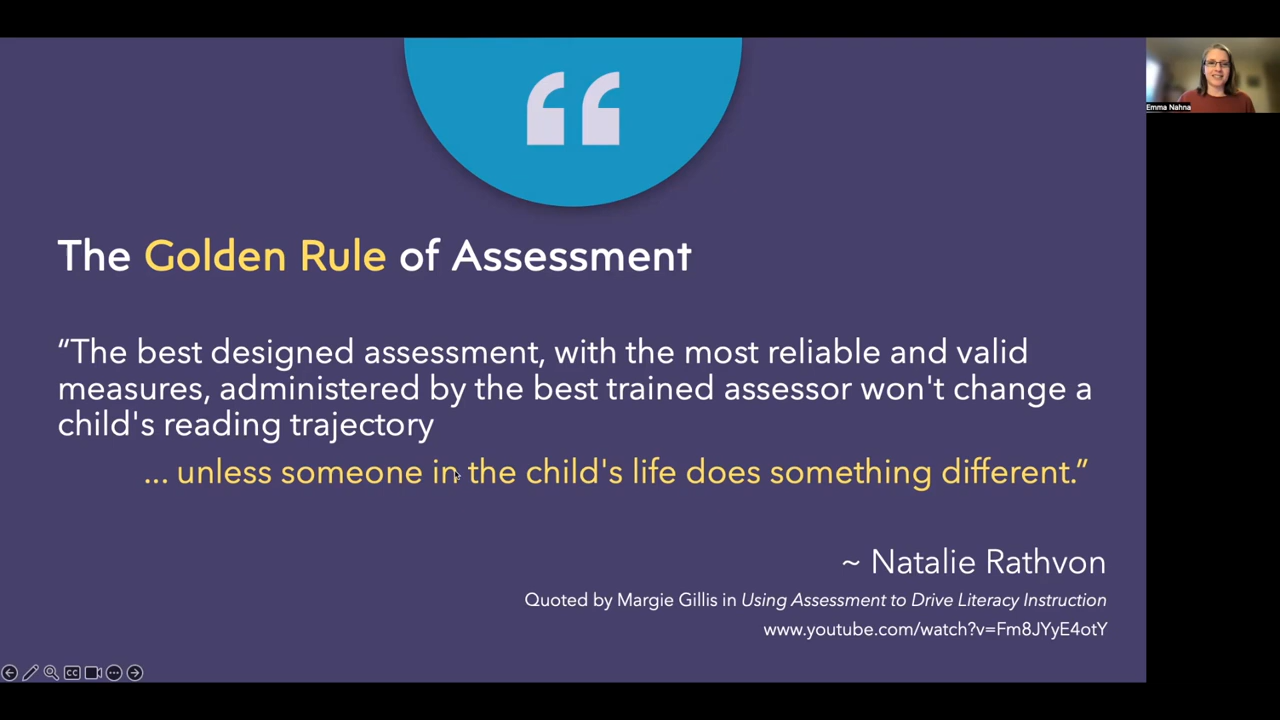 “
Emma Nahna
The Golden Rule of Assessment
“The best designed assessment, with the most reliable and valid
measures, administered by the best trained assessor won't change a
child's reading trajectory
... unless someone in the child's life does something different.”
~ Natalie Rathvon
Quoted by Margie Gillis in Using Assessment to Drive Literacy Instruction
www.youtube.com/watch?v=Fm8JYyE4otY
CC